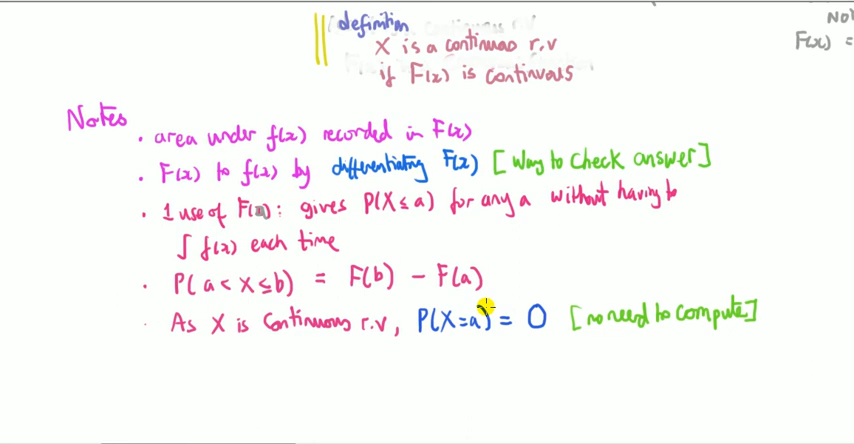 definition
X is a continuous r.v
if F(x) is continuous
No
F(x) =
Notes
. area under f(x) recorded in F(x)
. F(x) to f(x) by differentiating F(x) [Way to check answer]
. 1 use of F(x): gives P(X ≤ a) for any a without having to
∫ f(x) each time
. P(a < X ≤ b) = F(b) - F(a)
. As X is continuous r.v, P(X=a) = 0 [no need to compute]